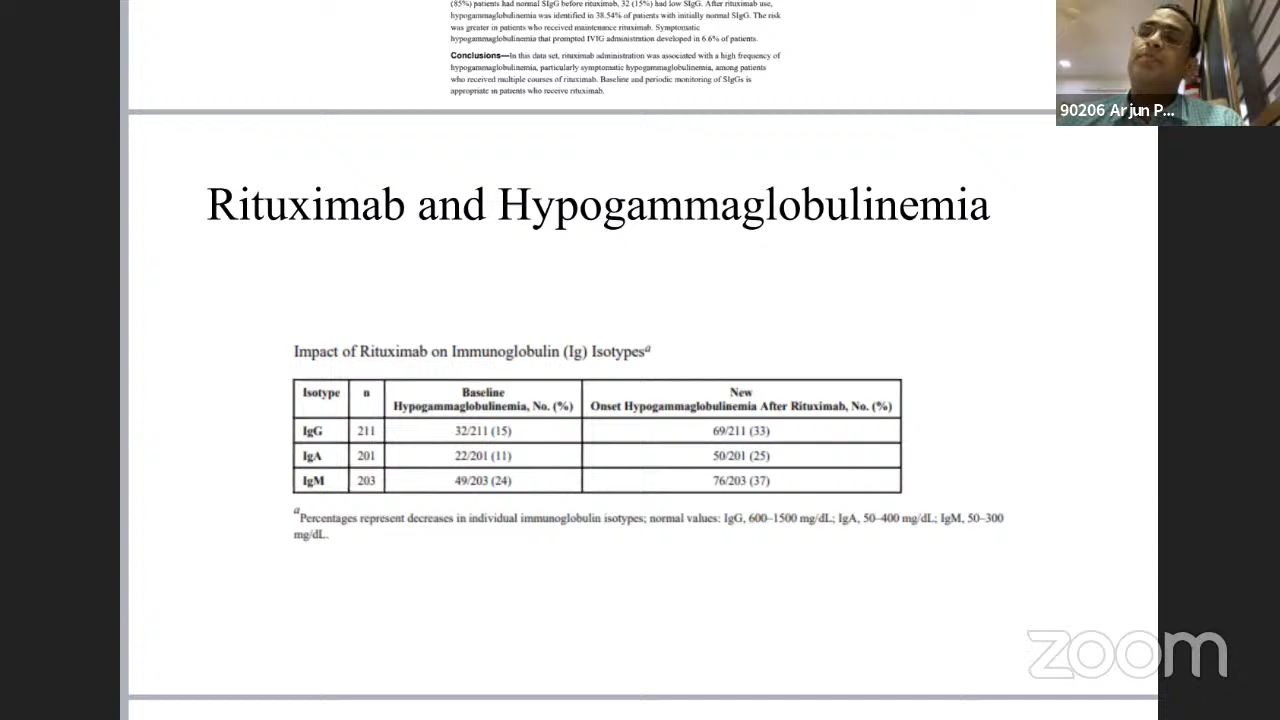 (85%) patients had normal SIgG before rituximab, 32 (15%) had low SIgG. After rituximab use,
hypogammaglobulinemia was identified in 38.54% of patients with initially normal SIgG. The risk
was greater in patients who received maintenance rituximab. Symptomatic
hypogammaglobulinemia that prompted IVIG administration developed in 6.6% of patients.
Conclusions—In this data set, rituximab administration was associated with a high frequency of
hypogammaglobulinemia, particularly symptomatic hypogammaglobulinemia, among patients
who received multiple courses of rituximab. Baseline and periodic monitoring of SIgGs is
appropriate in patients who receive rituximab.
90206 Arjun P...
Rituximab and Hypogammaglobulinemia
Impact of Rituximab on Immunoglobulin (Ig) Isotypesa
Isotype n Baseline Hypogammaglobulinemia, No. (%) New Onset Hypogammaglobulinemia After Rituximab, No. (%)
IgG 211 32/211 (15) 69/211 (33)
IgA 201 22/201 (11) 50/201 (25)
IgM 203 49/203 (24) 76/203 (37)
aPercentages represent decreases in individual immunoglobulin isotypes; normal values: IgG, 600–1500 mg/dL; IgA, 50–400 mg/dL; IgM, 50–300
mg/dL.
zoom